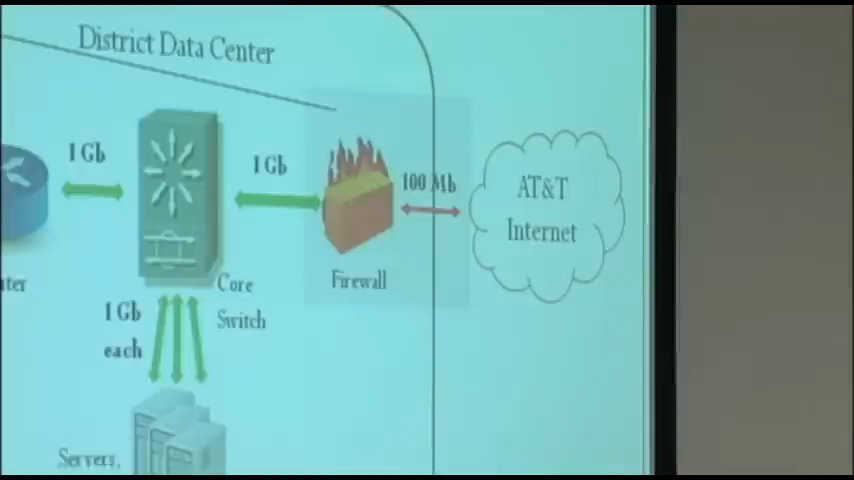 District Data Center
1 Gb
1 Gb
100 Mb
AT&T
Internet
Firewall
Core
Switch
1 Gb
each
Servers,